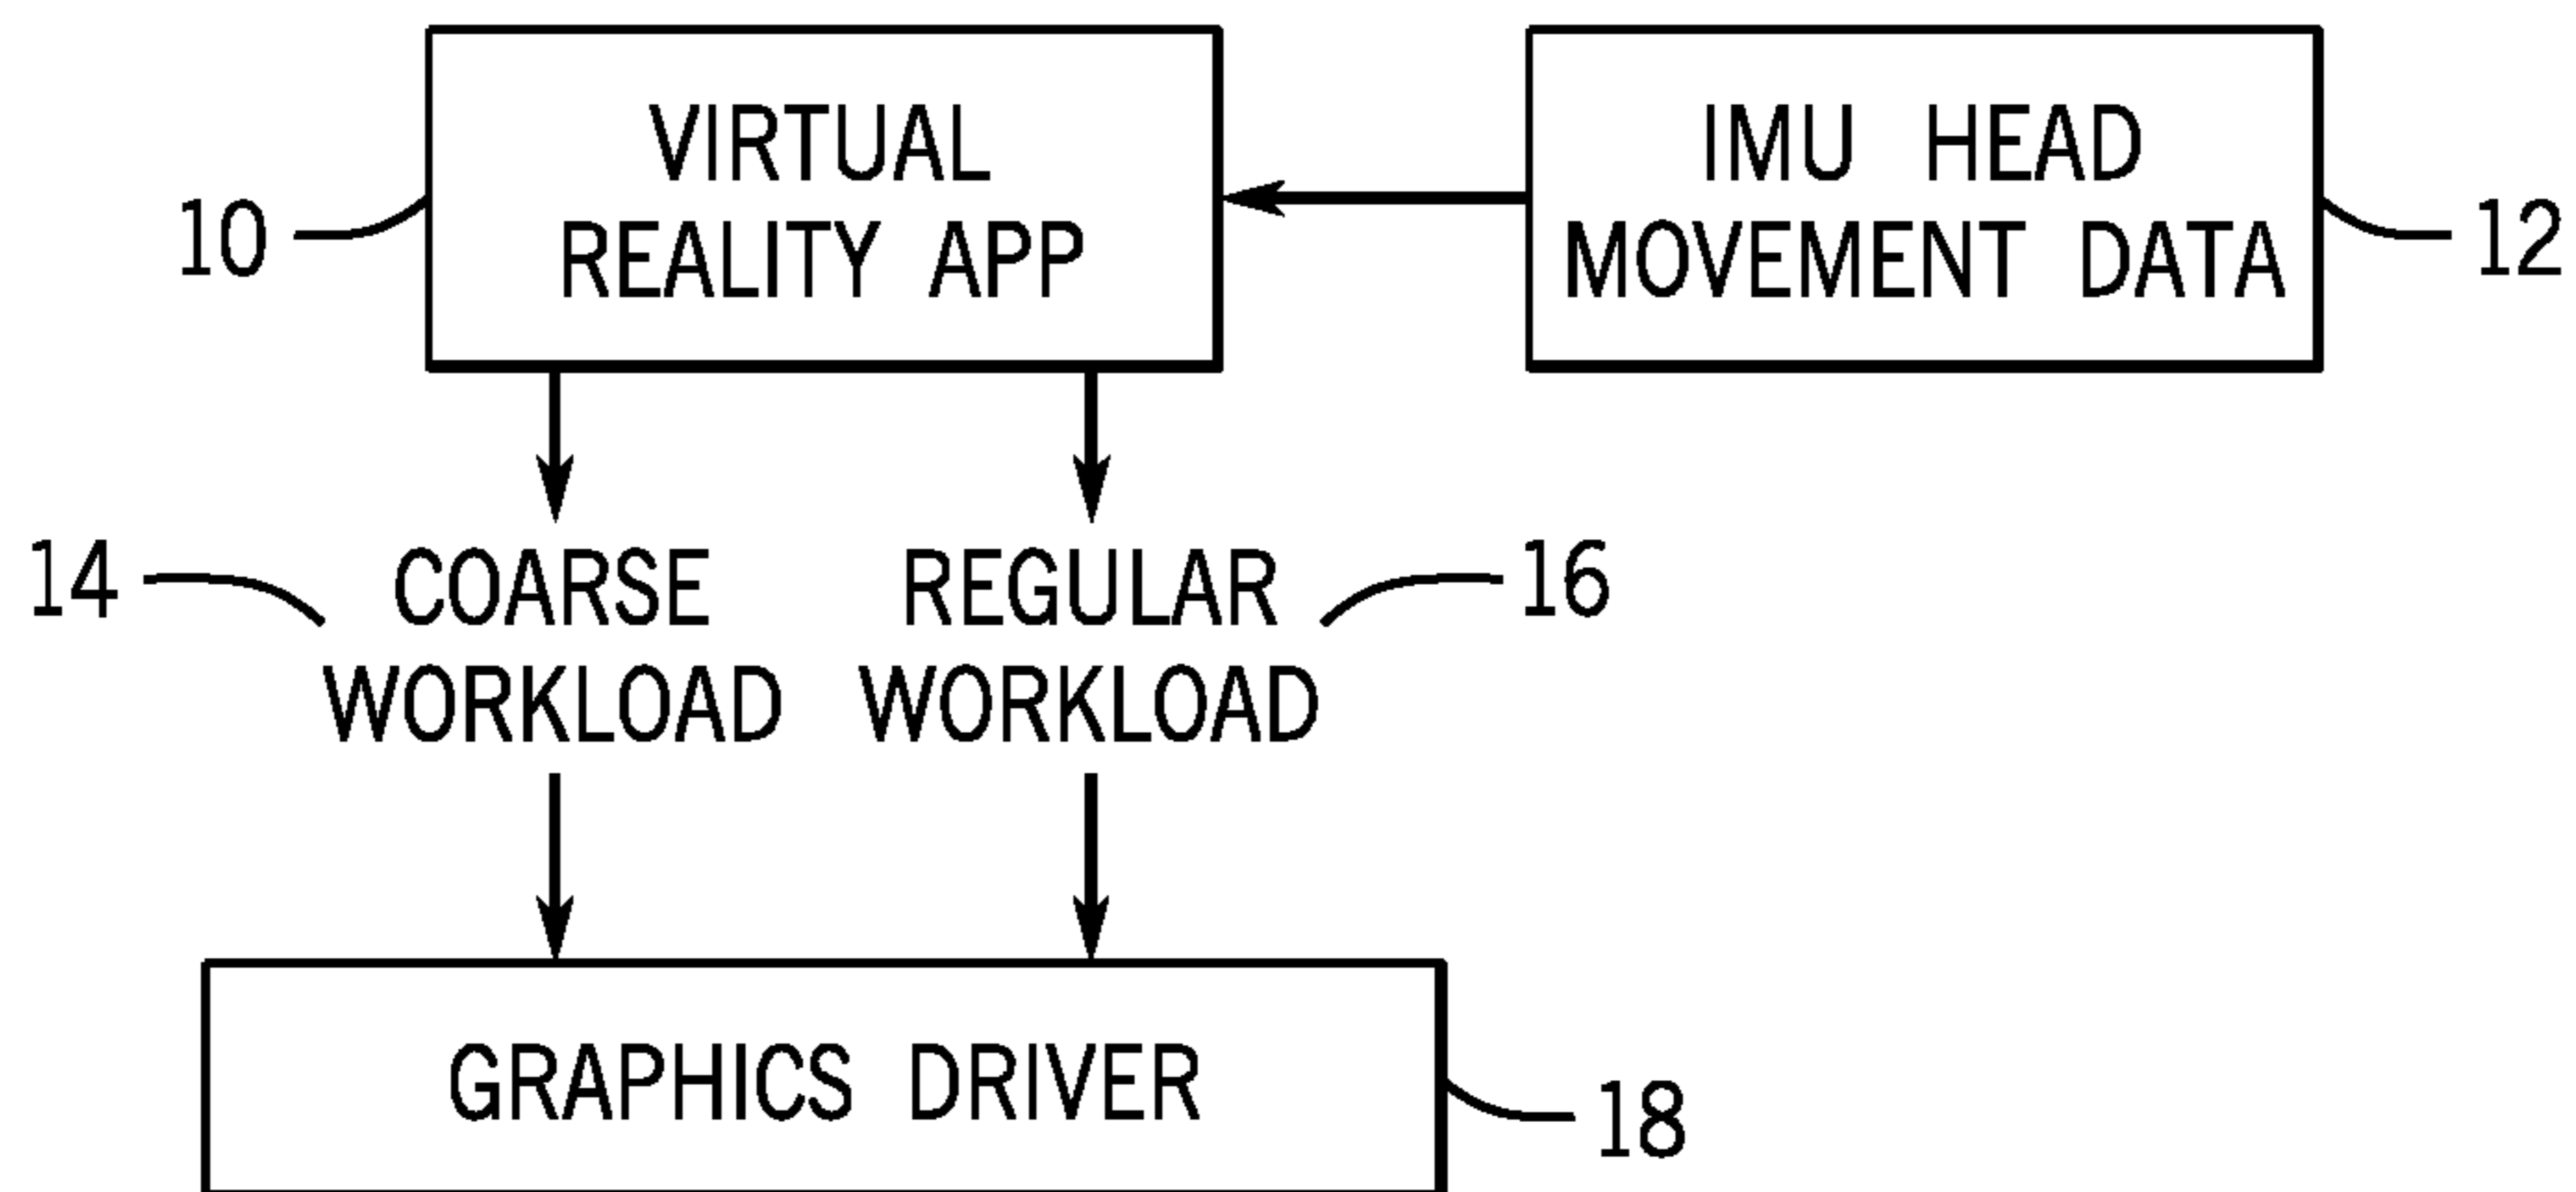 VIRTUAL
REALITY APP
10
IMU HEAD
MOVEMENT DATA
12
14
COARSE
WORKLOAD
REGULAR
WORKLOAD
16
GRAPHICS DRIVER
18